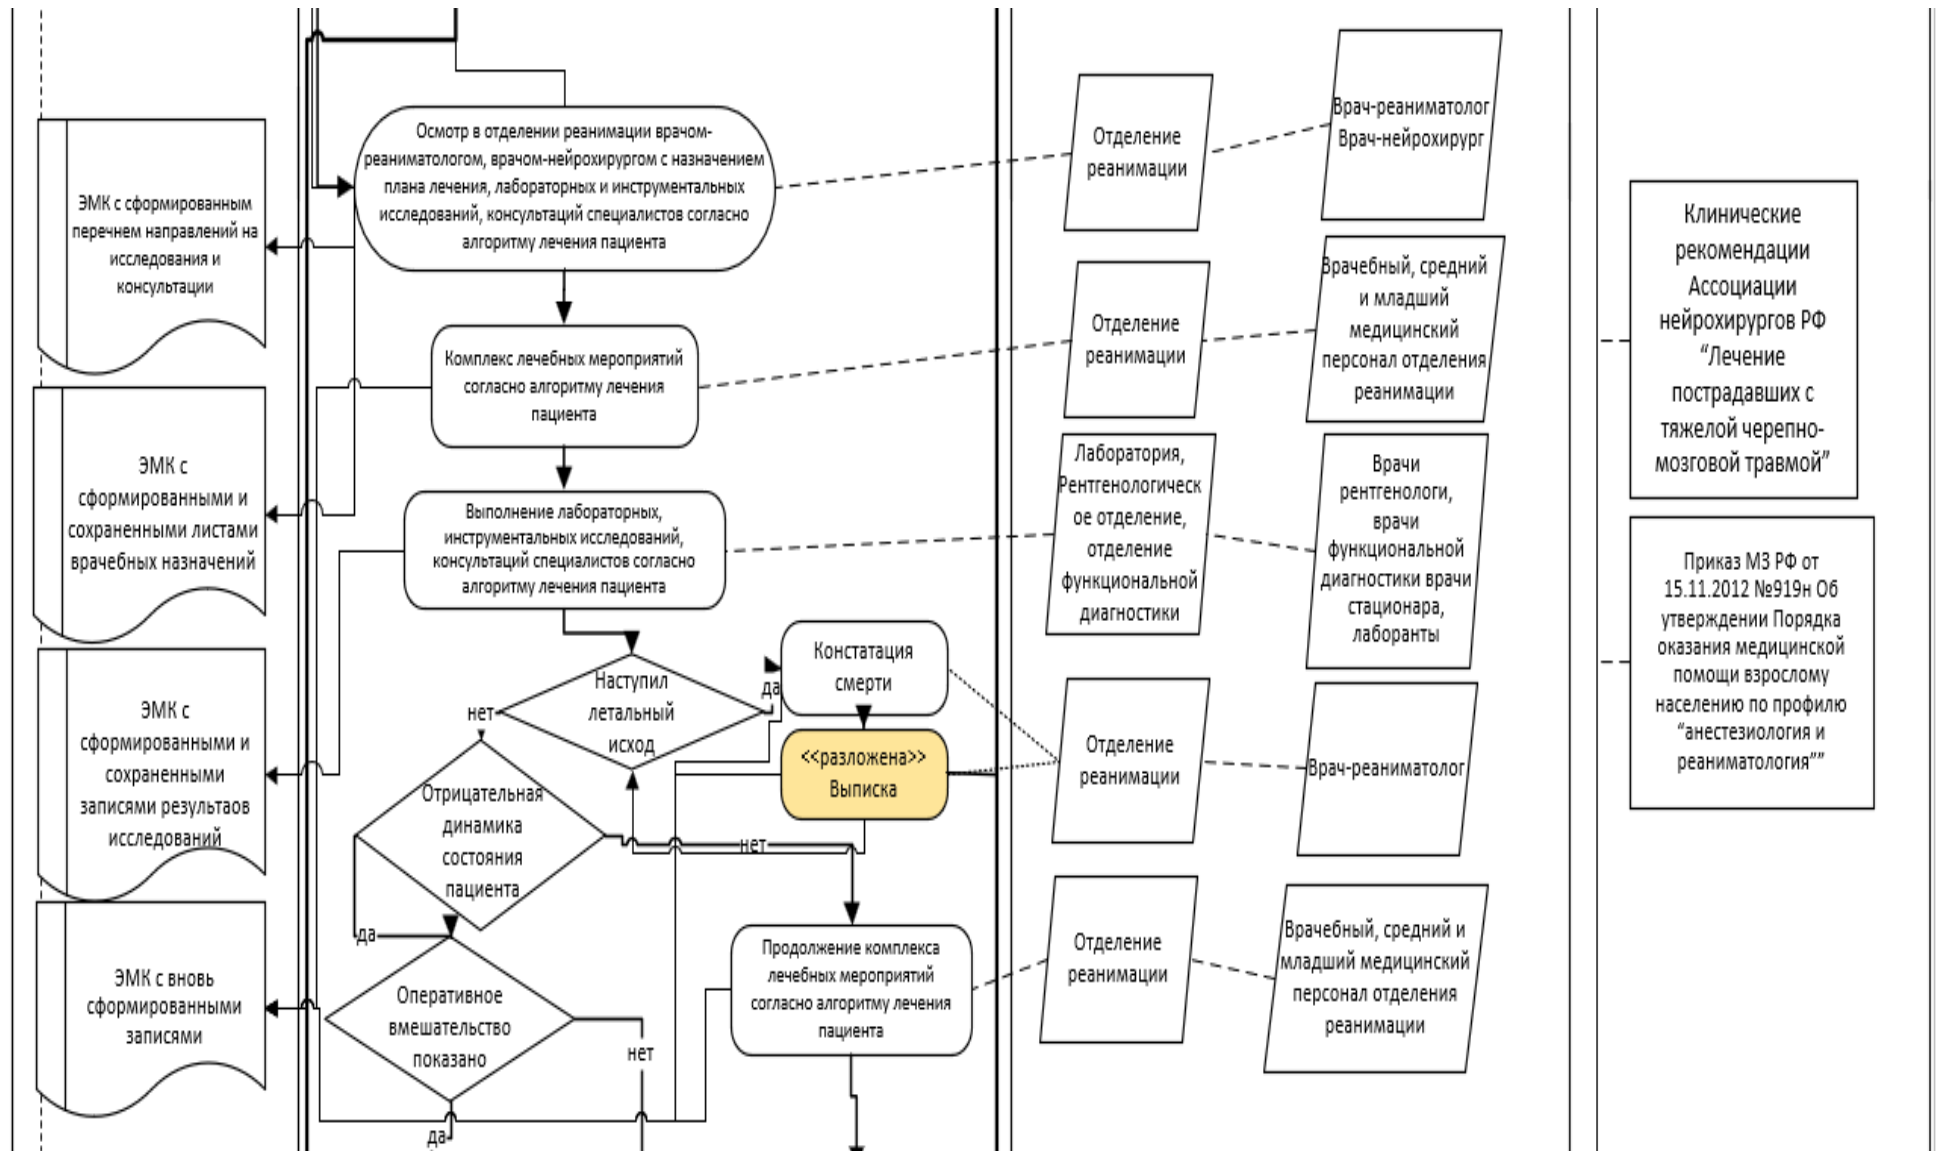 ЭМК с сформированным
перечнем направлений на
исследования и
консультации
ЭМК с
сформированными и
сохраненными листами
врачебных назначений
ЭМК с
сформированными и
сохраненными
записями результаов
исследований
ЭМК с вновь
сформированными
записями
Осмотр в отделении реанимации врачом-
реаниматологом, врачом-нейрохирургом с назначением
плана лечения, лабораторных и инструментальных
исследований, консультаций специалистов согласно
алгоритму лечения пациента
Комплекс лечебных мероприятий
согласно алгоритму лечения
пациента
Выполнение лабораторных,
инструментальных исследований,
консультаций специалистов согласно
алгоритму лечения пациента
Наступил
летальный
исход
да
нет
Констатация
смерти
<<разложена>>
Выписка
Отрицательная
динамика
состояния
пациента
нет
да
Оперативное
вмешательство
показано
нет
да
Продолжение комплекса
лечебных мероприятий
согласно алгоритму лечения
пациента
Отделение
реанимации
Врач-реаниматолог
Врач-нейрохирург
Отделение
реанимации
Врачебный, средний
и младший
медицинский
персонал отделения
реанимации
Лаборатория,
Рентгенологическ
ое отделение,
отделение
функциональной
диагностики
Врачи
рентгенологи,
врачи
функциональной
диагностики врачи
стационара,
лаборанты
Отделение
реанимации
Врач-реаниматолог
Отделение
реанимации
Врачебный, средний и
младший медицинский
персонал отделения
реанимации
Клинические
рекомендации
Ассоциации
нейрохирургов РФ
“Лечение
пострадавших с
тяжелой черепно-
мозговой травмой”
Приказ МЗ РФ от
15.11.2012 №919н Об
утверждении Порядка
оказания медицинской
помощи взрослому
населению по профилю
“анестезиология и
реаниматология””